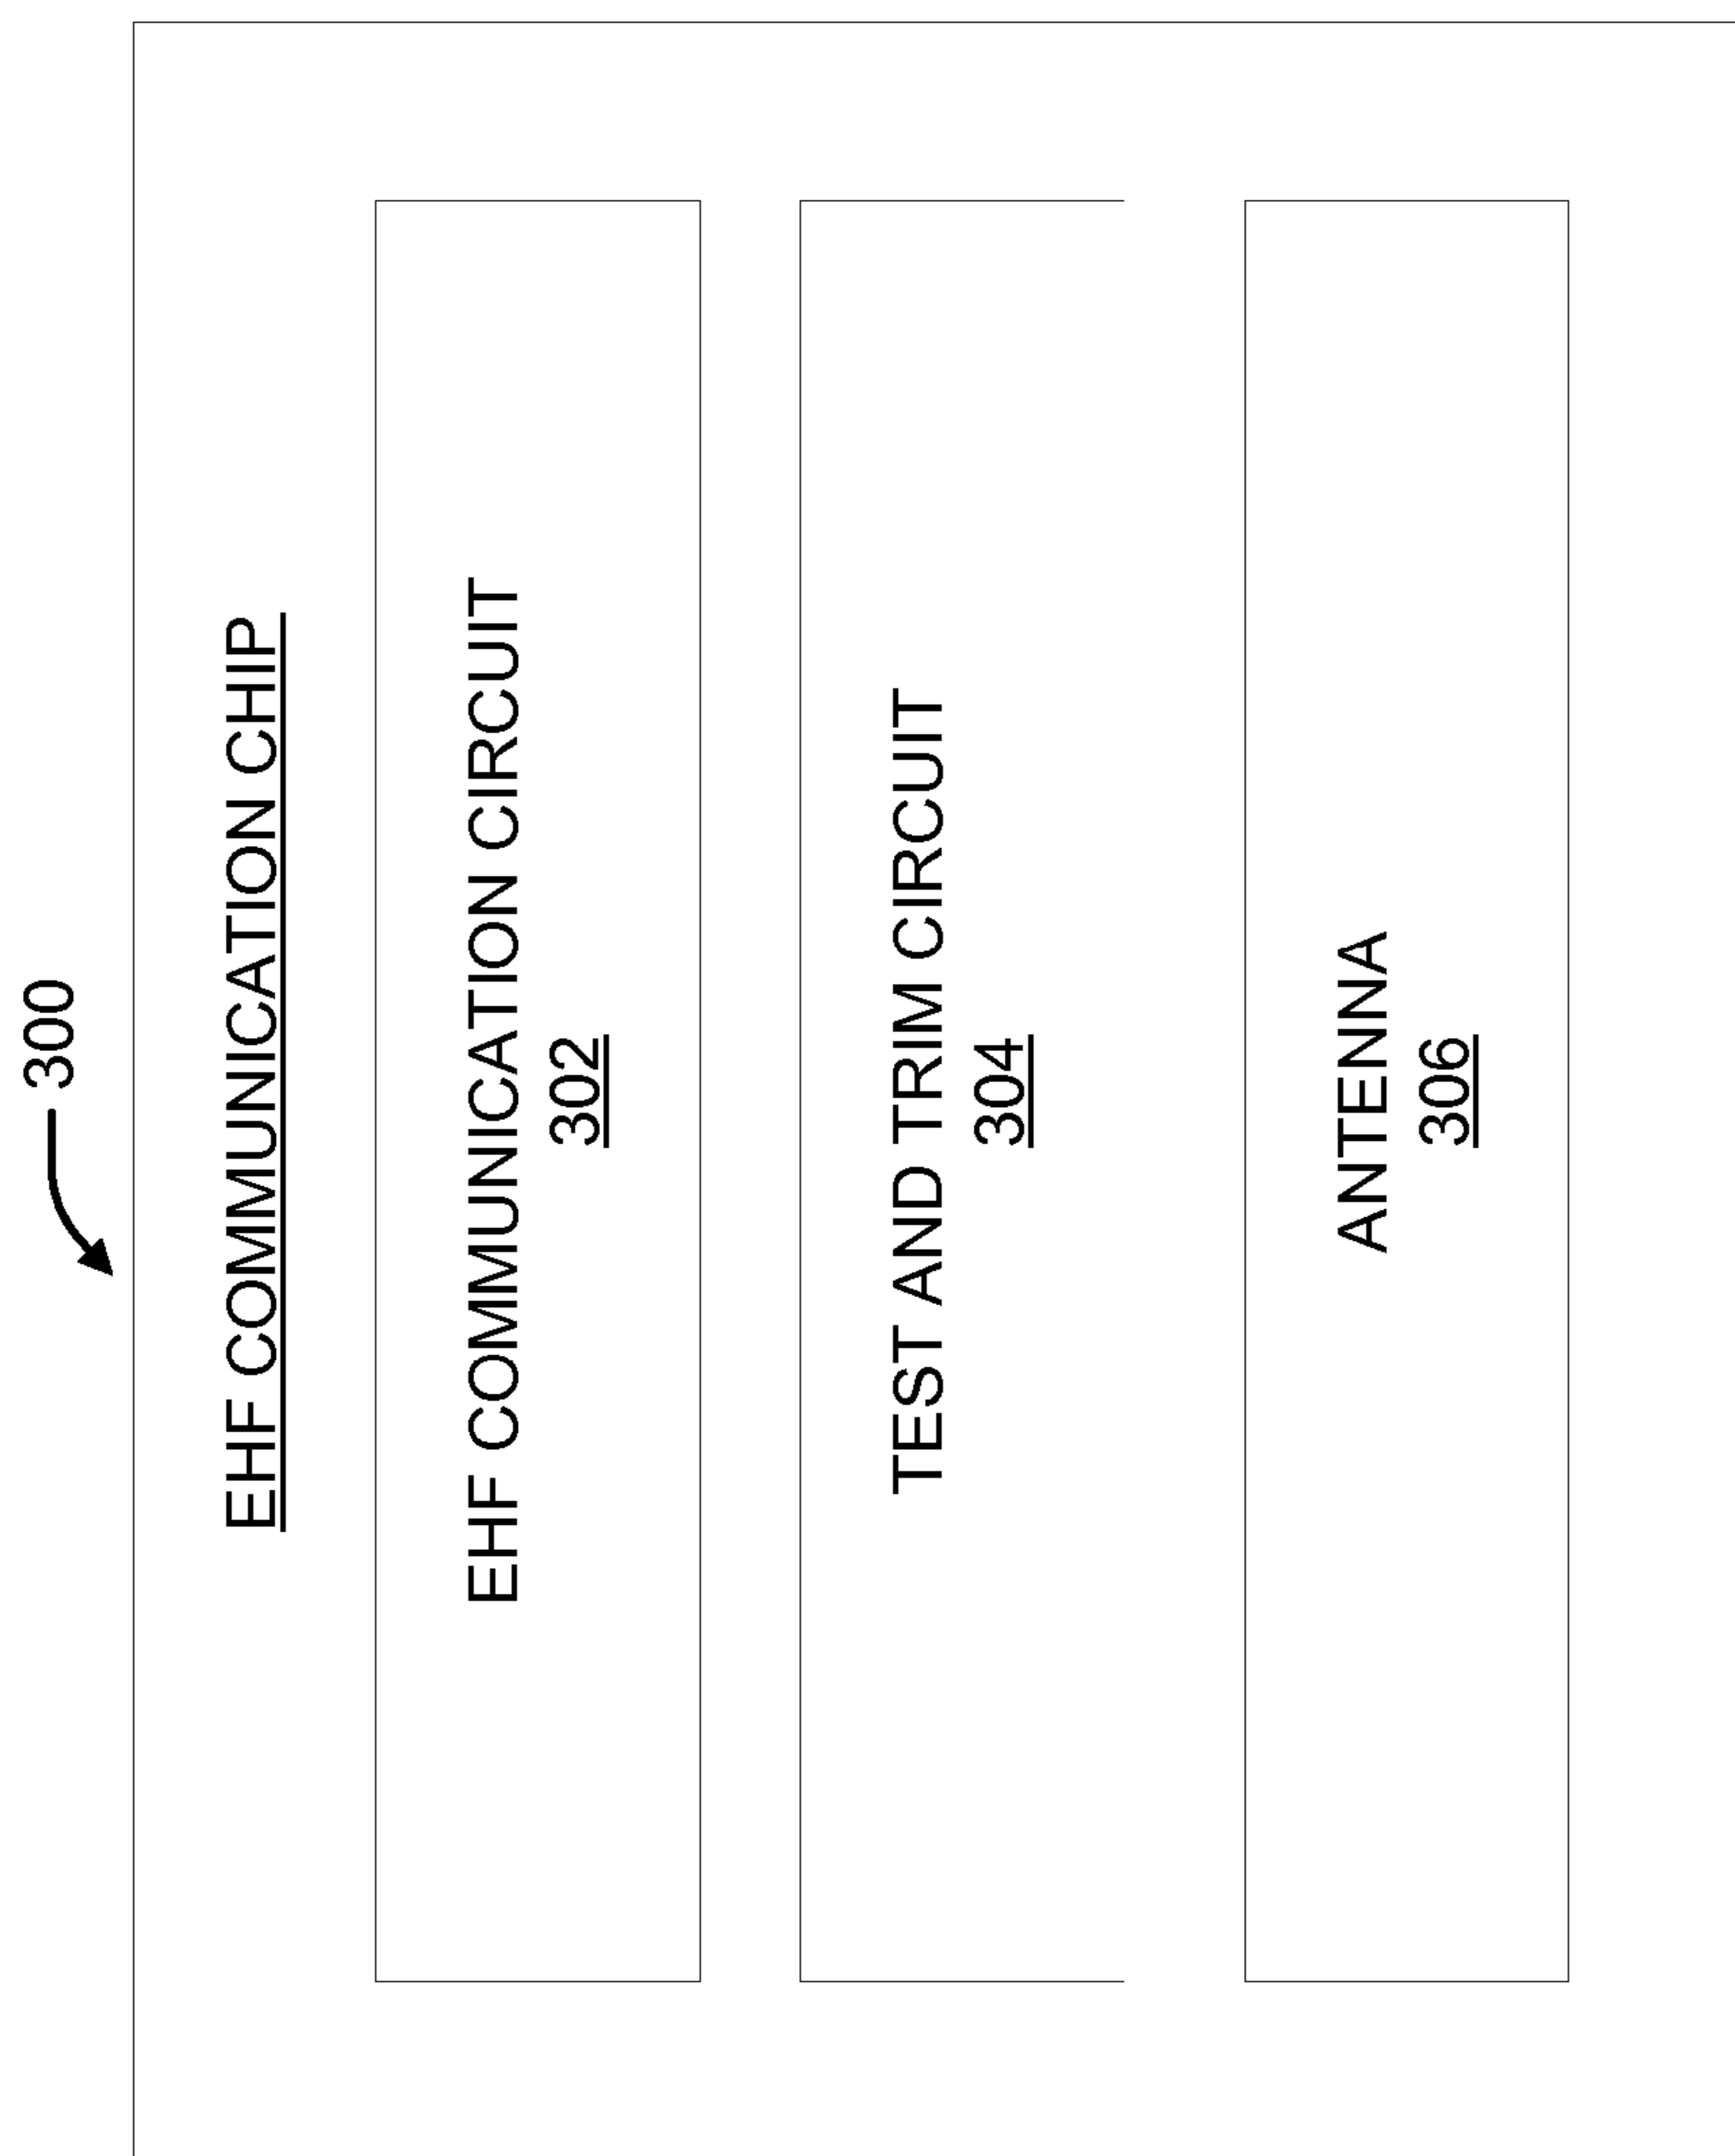 300
EHF COMMUNICATION CHIP
EHF COMMUNICATION CIRCUIT
302
TEST AND TRIM CIRCUIT
304
ANTENNA
306